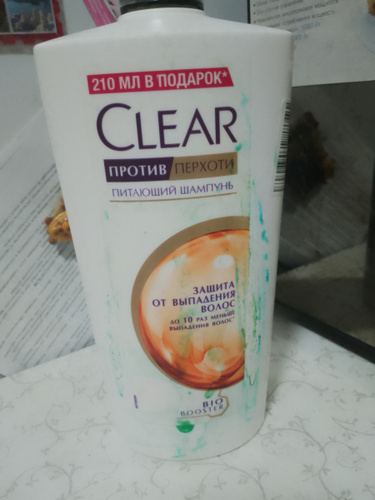 210 МЛ В ПОДАРОК*
CLEAR
ПРОТИВ ПЕРХОТИ
ПИТАЮЩИЙ ШАМПУНЬ
ЗАЩИТА
ОТ ВЫПАДЕНИЯ
ВОЛОС
ДО 10 РАЗ МЕНЬШЕ
ВЫПАДЕНИЯ ВОЛОС*
BIO
BOOSTER